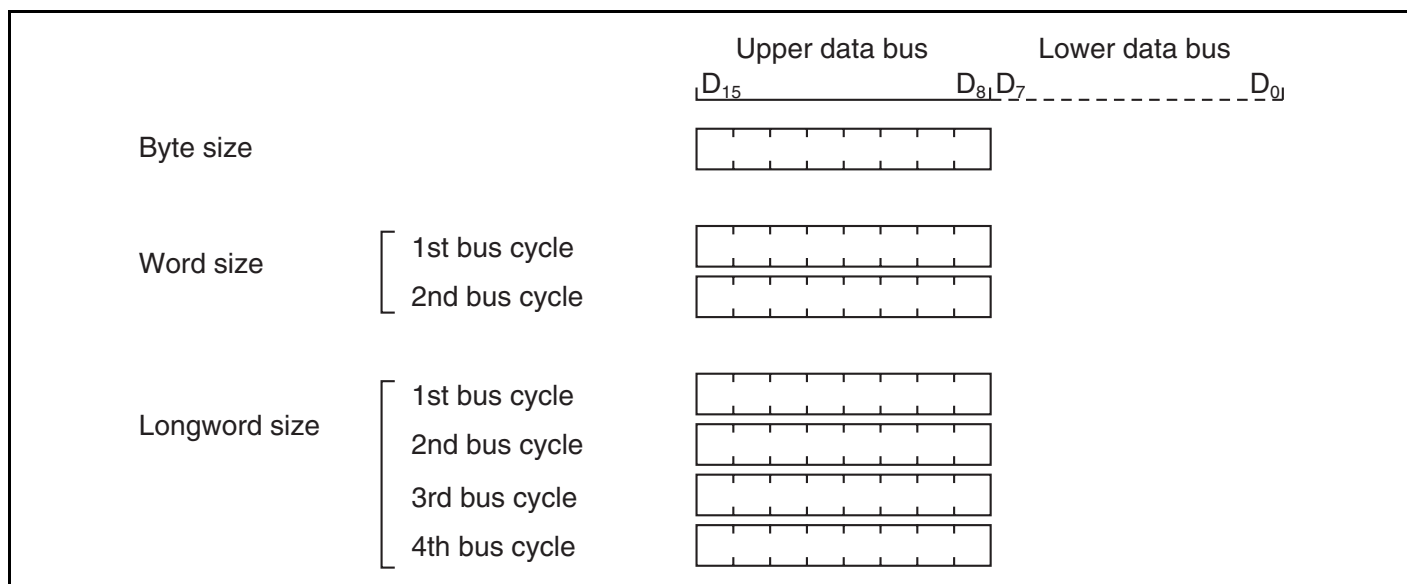 Upper data bus Lower data bus
D15 D8 D7 D0
Byte size
Word size
1st bus cycle
2nd bus cycle
Longword size
1st bus cycle
2nd bus cycle
3rd bus cycle
4th bus cycle